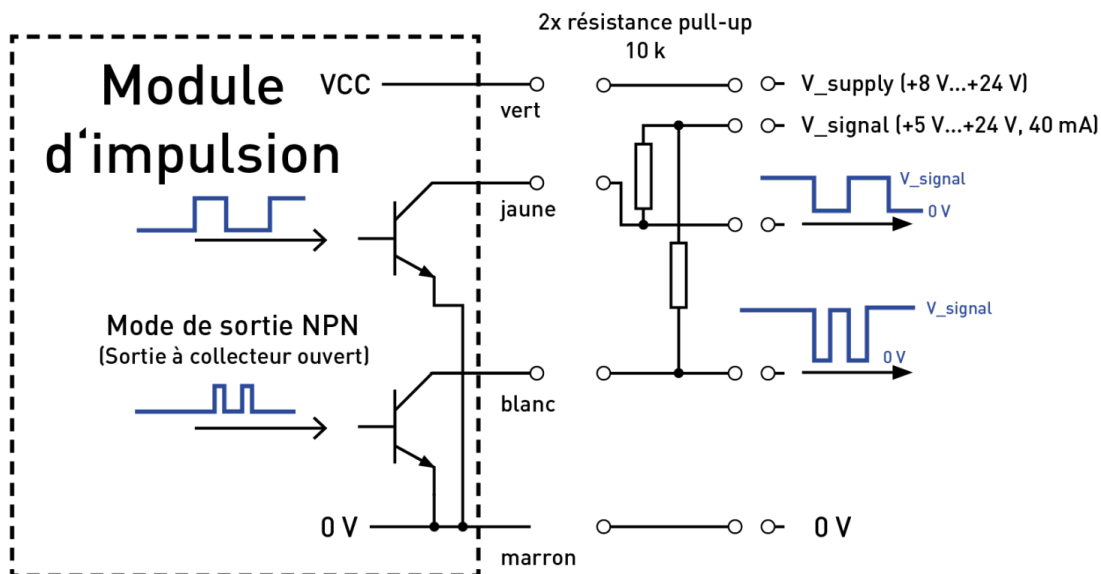 2x résistance pull-up
10 k
Module
d'impulsion
VCC
vert
V_supply (+8 V...+24 V)
V_signal (+5 V...+24 V, 40 mA)
jaune
V_signal
0 V
Mode de sortie NPN
(Sortie à collecteur ouvert)
V_signal
0 V
blanc
0 V
marron
0 V